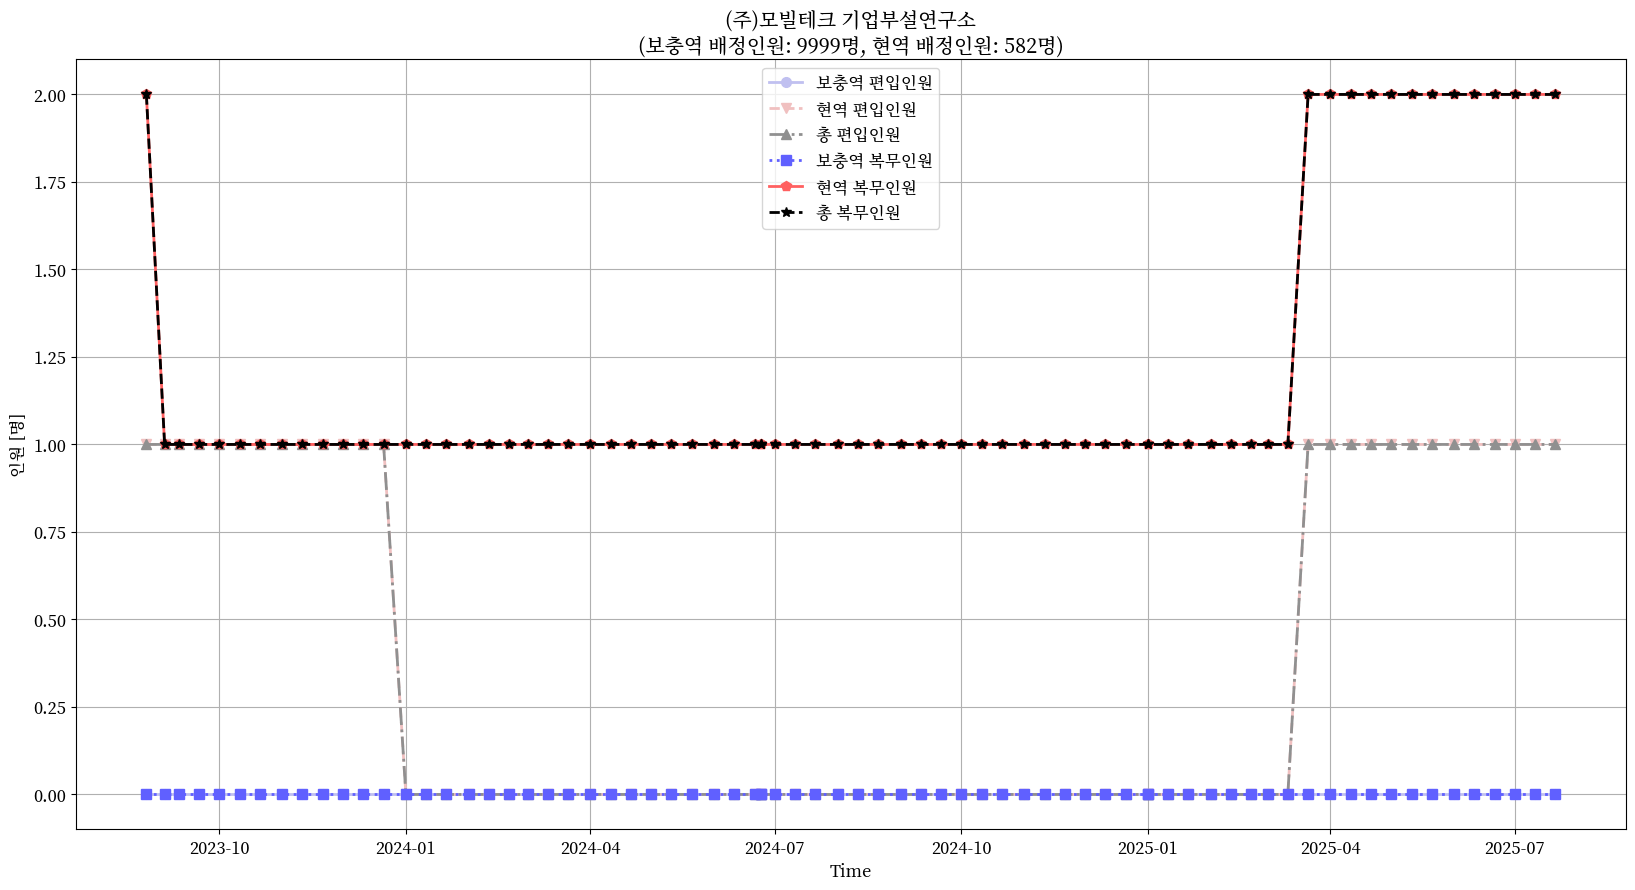 (주)모빌테크 기업부설연구소
(보충역 배정인원: 9999명, 현역 배정인원: 582명)
보충역 편입인원
현역 편입인원
총 편입인원
보충역 복무인원
현역 복무인원
총 복무인원
2.00
1.75
1.50
1.25
1.00
0.75
0.50
0.25
0.00
인원 [명]
2023-10
2024-01
2024-04
2024-07
2024-10
2025-01
2025-04
2025-07
Time